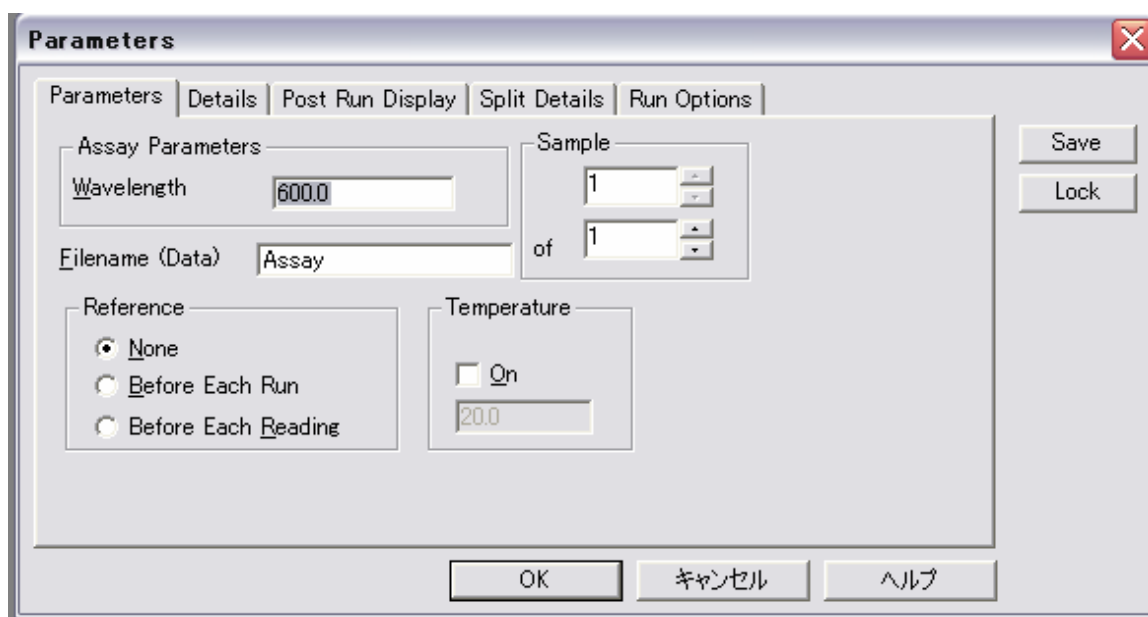 Parameters
Parameters Details Post Run Display Split Details Run Options
Assay Parameters
Wavelength 600.0
Filename (Data) Assay
Sample
1
of 1
Reference
None
Before Each Run
Before Each Reading
Temperature
On
20.0
Save
Lock
OK キャンセル ヘルプ